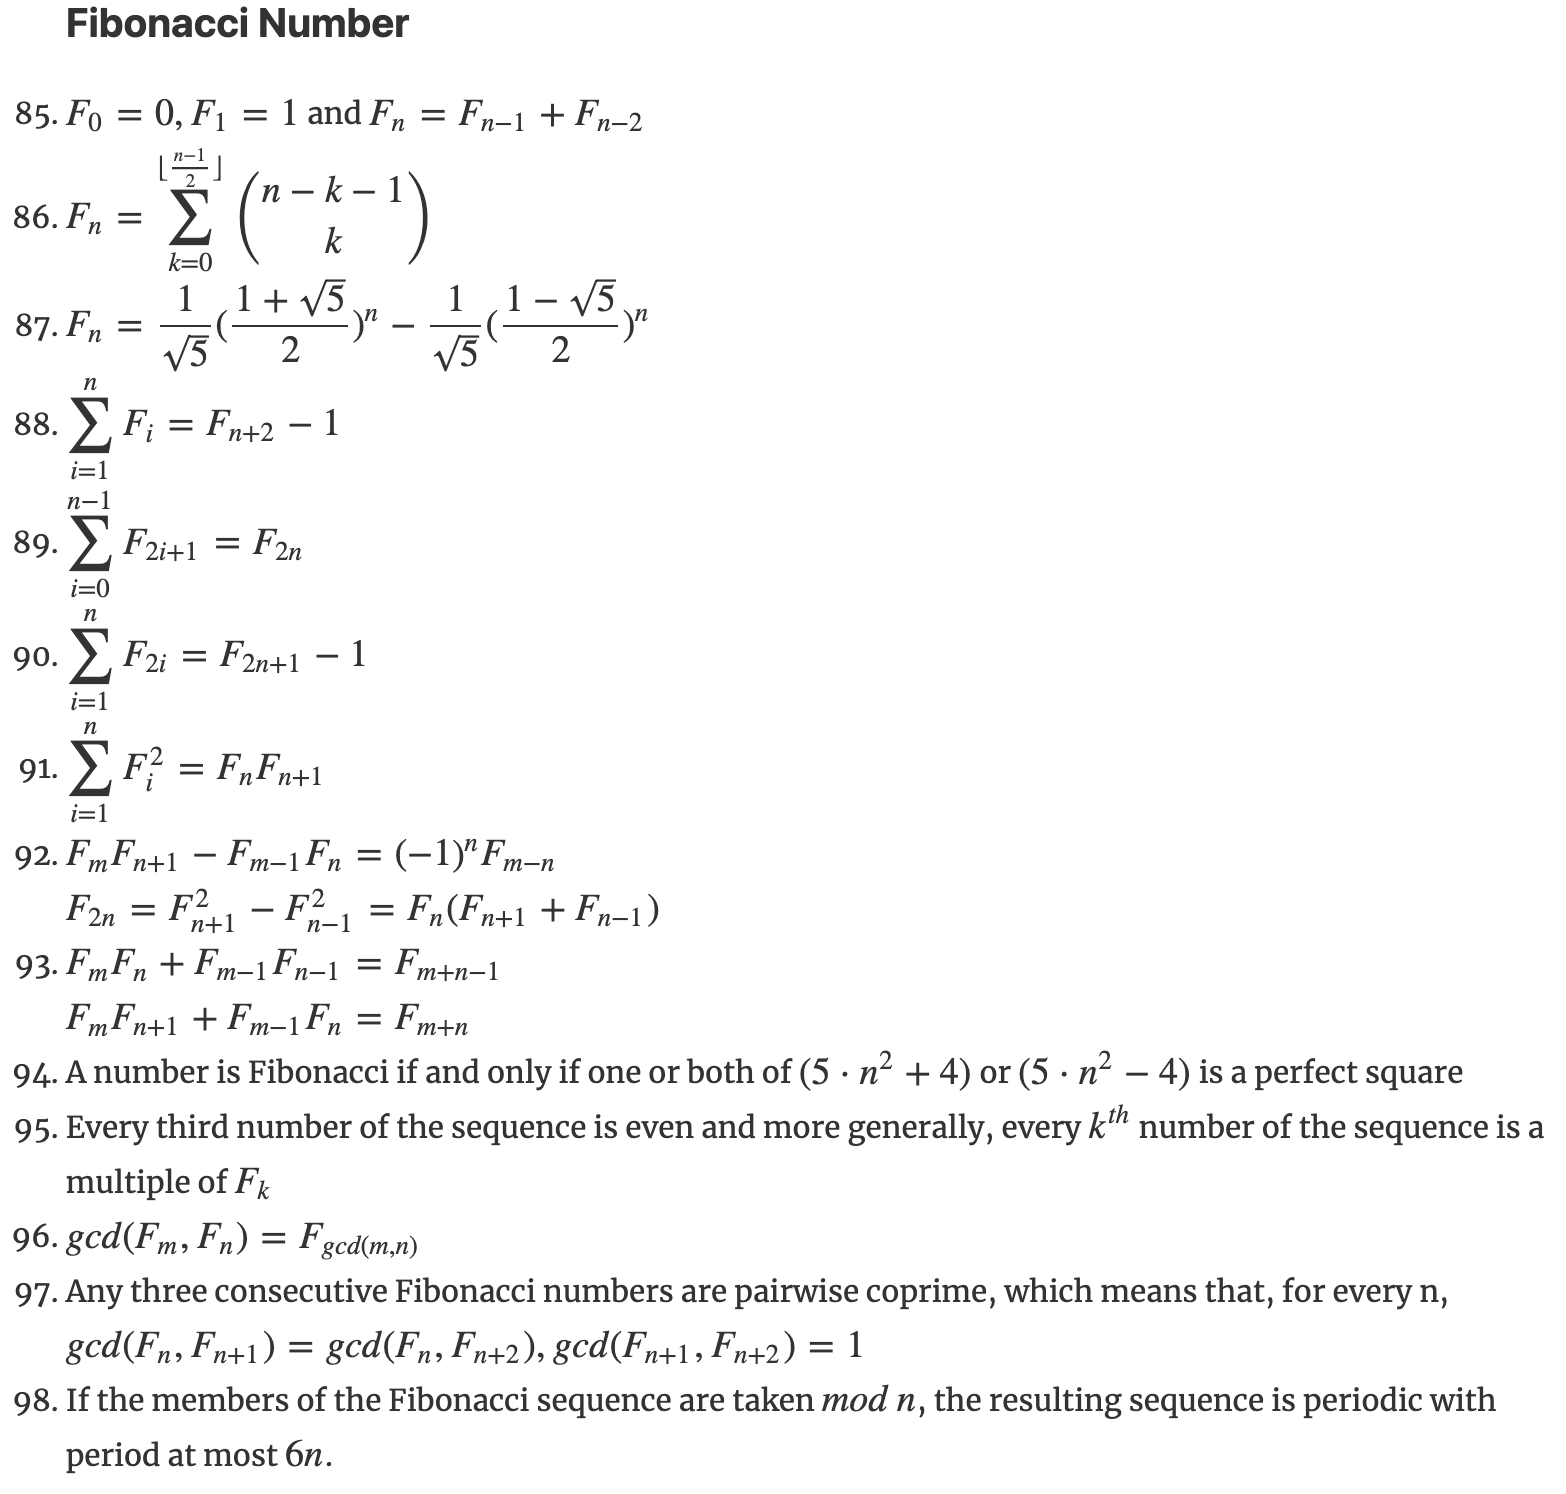 Fibonacci Number
85. F₀ = 0, F₁ = 1 and Fₙ = Fₙ₋₁ + Fₙ₋₂
86. $F_n = \sum_{k=0}^{\lfloor \frac{n-1}{2} \rfloor} \binom{n-k-1}{k}$
87. $F_n = \frac{1}{\sqrt{5}}(\frac{1+\sqrt{5}}{2})^n - \frac{1}{\sqrt{5}}(\frac{1-\sqrt{5}}{2})^n$
88. $\sum_{i=1}^{n} F_i = F_{n+2} - 1$
89. $\sum_{i=0}^{n-1} F_{2i+1} = F_{2n}$
90. $\sum_{i=1}^{n} F_{2i} = F_{2n+1} - 1$
91. $\sum_{i=1}^{n} F_i^2 = F_n F_{n+1}$
92. $F_m F_{n+1} - F_{m-1} F_n = (-1)^n F_{m-n}$
$F_{2n} = F_{n+1}^2 - F_{n-1}^2 = F_n(F_{n+1} + F_{n-1})$
93. $F_m F_n + F_{m-1} F_{n-1} = F_{m+n-1}$
$F_m F_{n+1} + F_{m-1} F_n = F_{m+n}$
94. A number is Fibonacci if and only if one or both of $(5 \cdot n^2 + 4)$ or $(5 \cdot n^2 - 4)$ is a perfect square
95. Every third number of the sequence is even and more generally, every $k^{th}$ number of the sequence is a
multiple of $F_k$
96. $gcd(F_m, F_n) = F_{gcd(m,n)}$
97. Any three consecutive Fibonacci numbers are pairwise coprime, which means that, for every n,
$gcd(F_n, F_{n+1}) = gcd(F_n, F_{n+2}), gcd(F_{n+1}, F_{n+2}) = 1$
98. If the members of the Fibonacci sequence are taken $mod\ n$, the resulting sequence is periodic with
period at most $6n$.